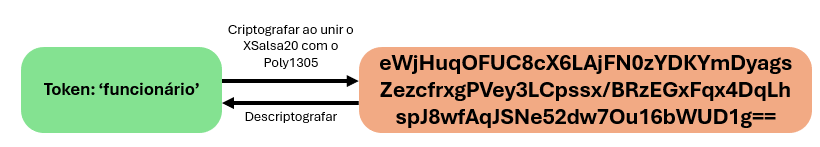 Criptografar ao unir o
XSalsa20 com o
Poly1305
Token: ‘funcionário’
Descriptografar
eWjHuqOFUC8cX6LAjFN0zYDKYmDyags
ZezcfrxgPVey3LCpssx/BRzEGxFqx4DqLh
spJ8wfAqJSNe52dw7Ou16bWUD1g==